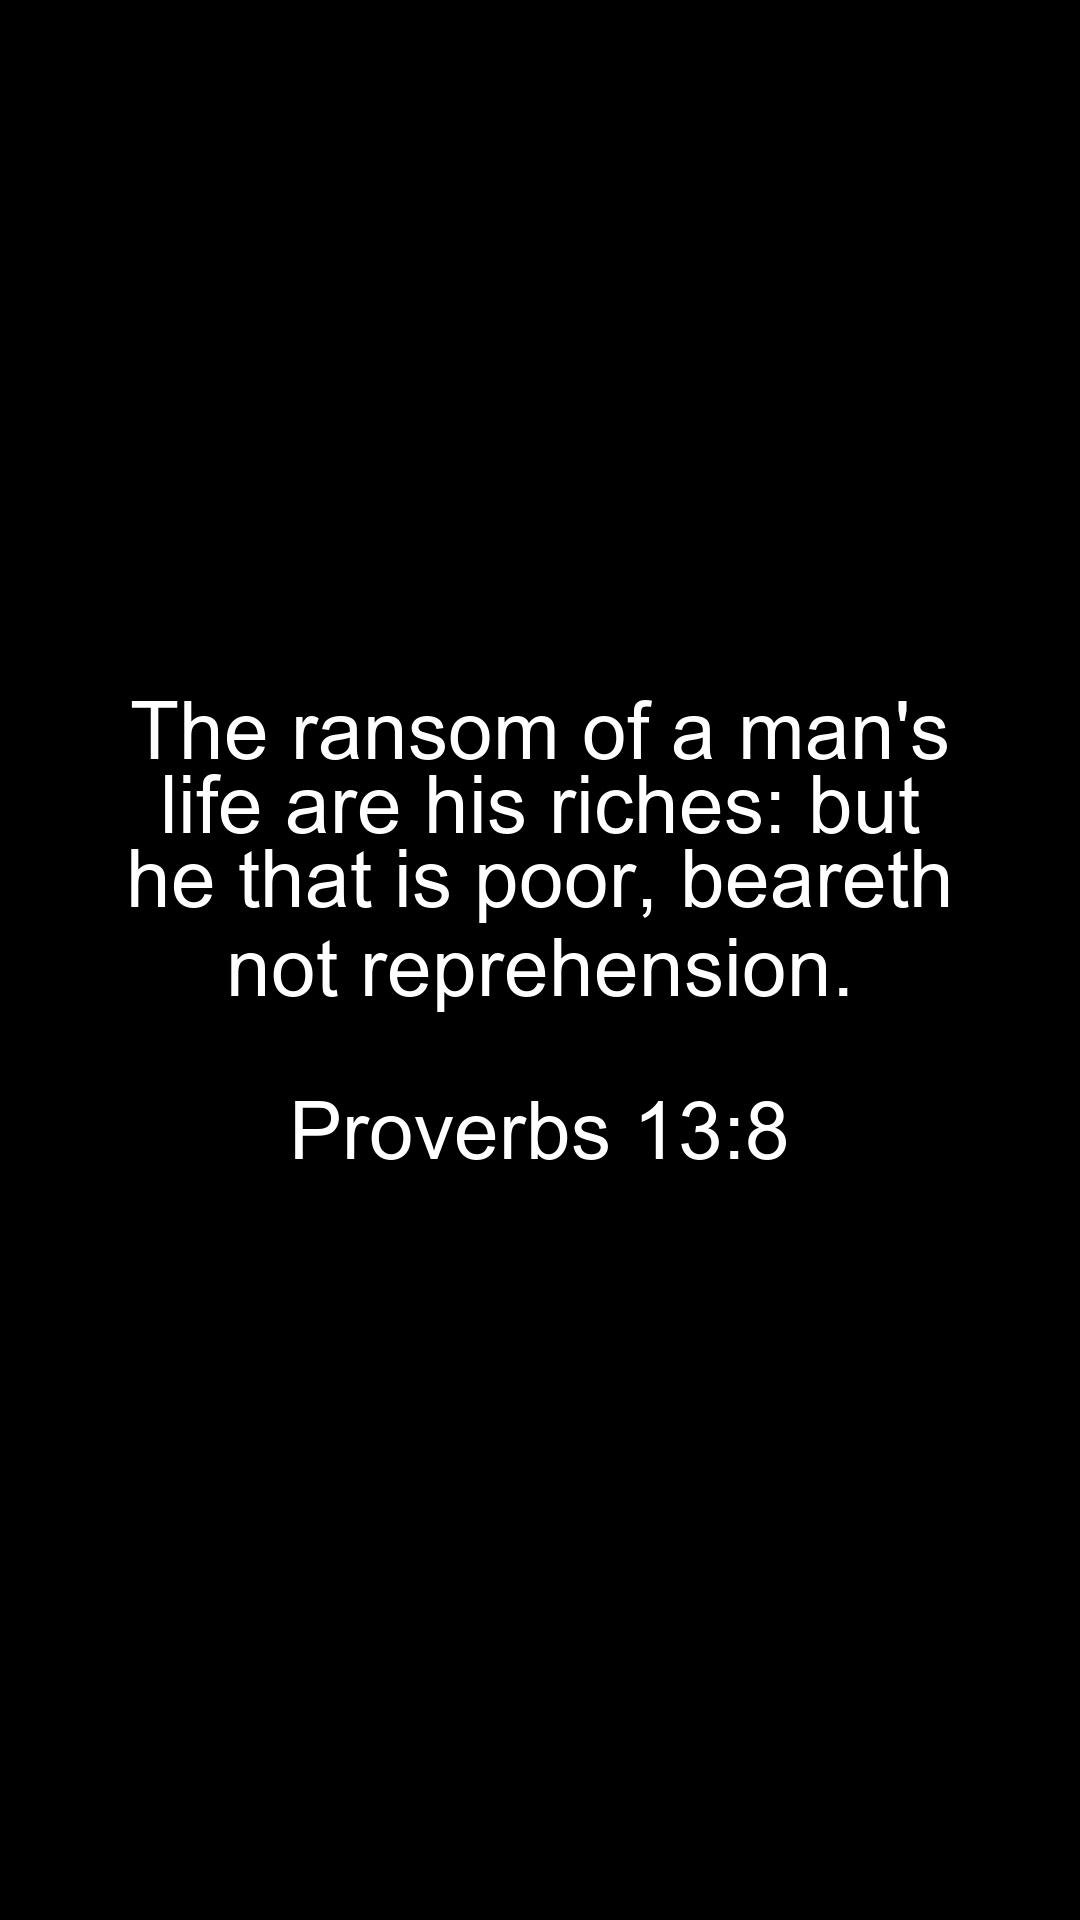 The ransom of a man's
life are his riches: but
he that is poor, beareth
not reprehension.
Proverbs 13:8